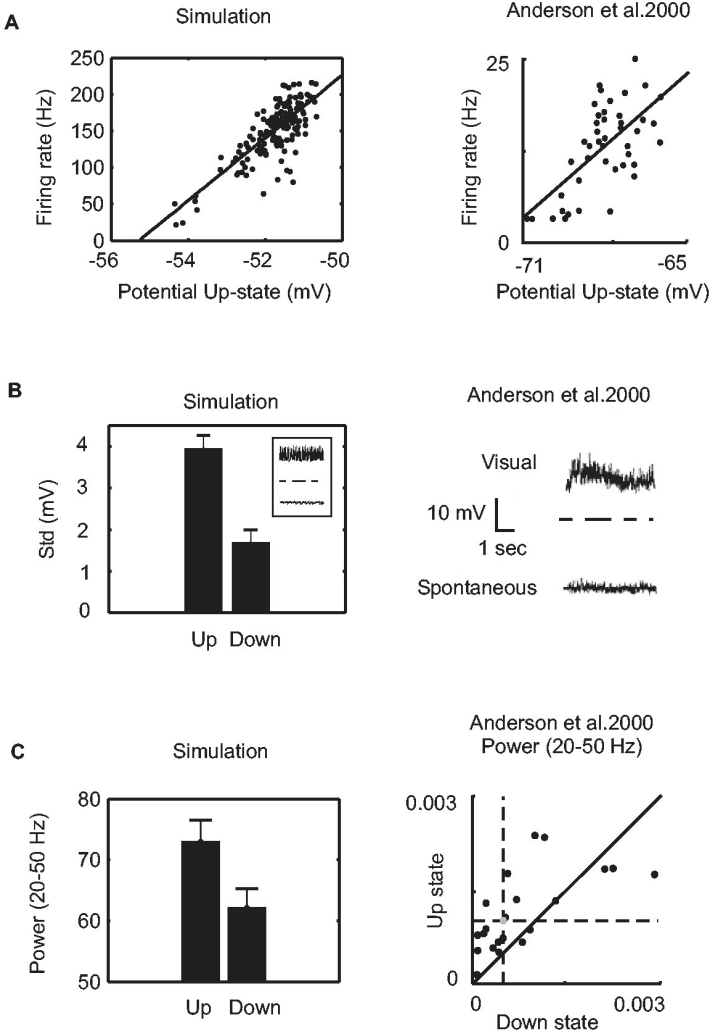 A
Simulation
Anderson et al.2000
Firing rate (Hz)
250
200
150
100
50
0
-56
-54
-52
-50
Potential Up-state (mV)
Firing rate (Hz)
25
0
-71
-65
Potential Up-state (mV)
B
Simulation
Anderson et al.2000
Std (mV)
4
3
2
1
0
Up
Down
Visual
10 mV
1 sec
Spontaneous
C
Simulation
Anderson et al.2000
Power (20-50 Hz)
Power (20-50 Hz)
80
70
60
50
Up
Down
Up state
0.003
0
0
0.003
Down state